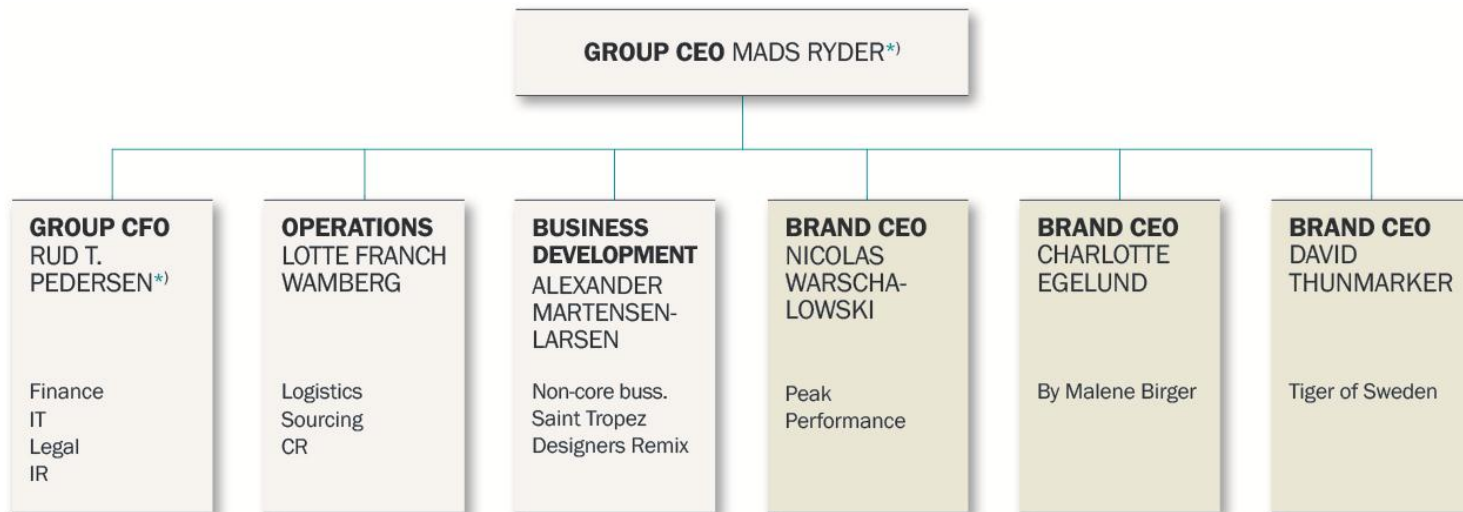 GROUP CEO MADS RYDER*)
GROUP CFO
RUD T.
PEDERSEN*)
Finance
IT
Legal
IR
OPERATIONS
LOTTE FRANCH
WAMBERG
Logistics
Sourcing
CR
BUSINESS
DEVELOPMENT
ALEXANDER
MARTENSEN-
LARSEN
Non-core buss.
Saint Tropez
Designers Remix
BRAND CEO
NICOLAS
WARSCHA-
LOWSKI
Peak
Performance
BRAND CEO
CHARLOTTE
EGELUND
By Malene Birger
BRAND CEO
DAVID
THUNMARKER
Tiger of Sweden